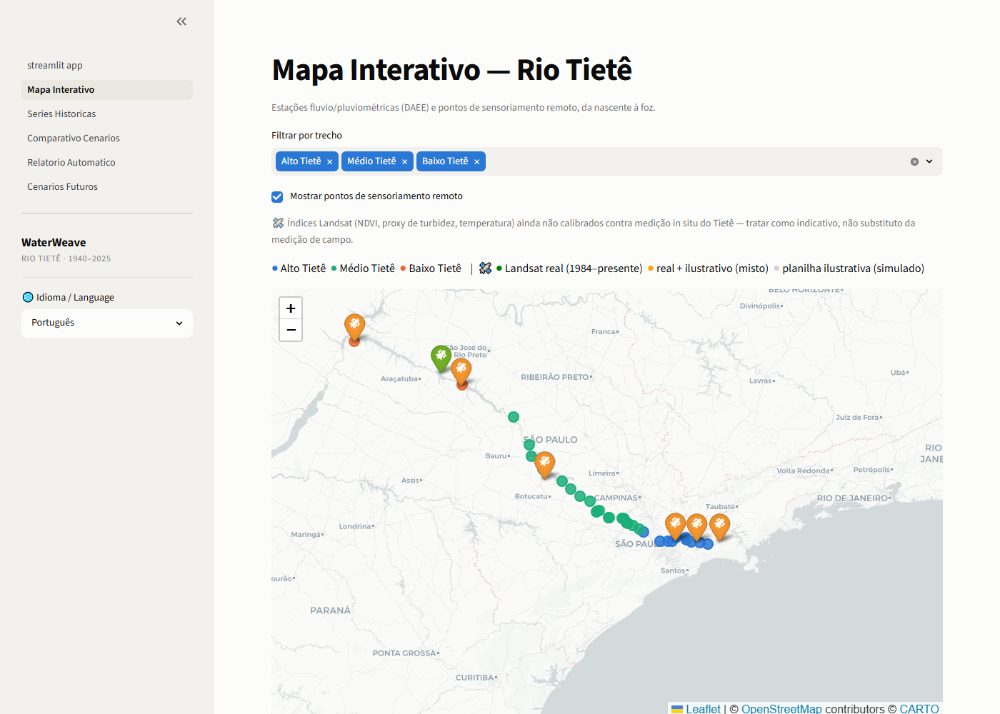 streamlit app
Mapa Interativo
Series Historicas
Comparativo Cenarios
Relatorio Automatico
Cenarios Futuros
WaterWeave
RIO TIETÊ · 1940–2025
Idioma / Language
Português
Mapa Interativo — Rio Tietê
Estações fluvio/pluviométricas (DAEE) e pontos de sensoriamento remoto, da nascente à foz.
Filtrar por trecho
Alto Tietê × Médio Tietê × Baixo Tietê ×
Mostrar pontos de sensoriamento remoto
Índices Landsat (NDVI, proxy de turbidez, temperatura) ainda não calibrados contra medição in situ do Tietê — tratar como indicativo, não substituto da
medição de campo.
Alto Tietê Médio Tietê Baixo Tietê | Landsat real (1984–presente) real + ilustrativo (misto) planilha ilustrativa (simulado)
+
−
BELO HORIZONTE
Divinópolis
Franca
São José do
Rio Preto
Araçatuba
RIBEIRÃO PRETO
Ubá
Lavras
Juiz de Fora
SÃO PAULO
RIO
JANE
Bauru
Limeira
Volta Redonda
Petrópolis
Assis
Botucatu
CAMPINAS
RIO DE JANEIRO
Taubaté
Londrina
Maringá
SÃO PAU
Santos
ourão
PARANÁ
PONTA GROSSA
CURITIBA
Leaflet | © OpenStreetMap contributors © CARTO